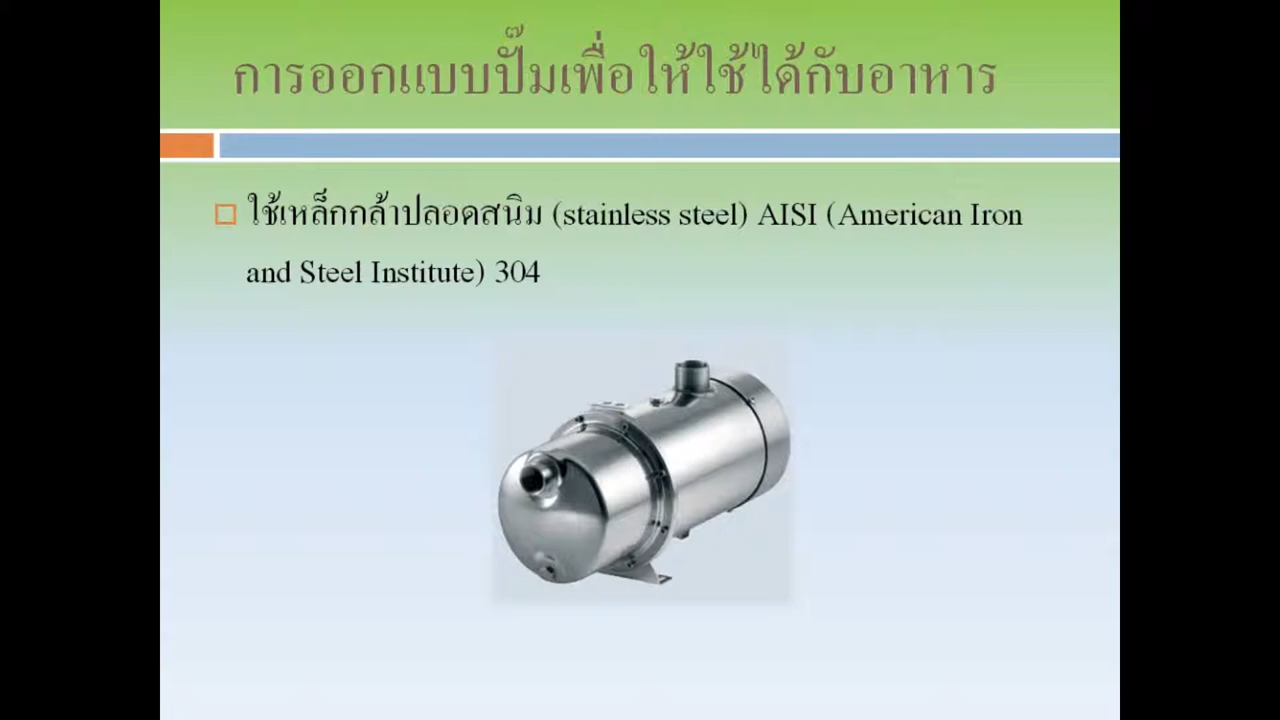 การออกแบบปั๊มเพื่อให้ใช้ได้กับอาหาร
ใช้เหล็กกล้าปลอดสนิม (stainless steel) AISI (American Iron
and Steel Institute) 304